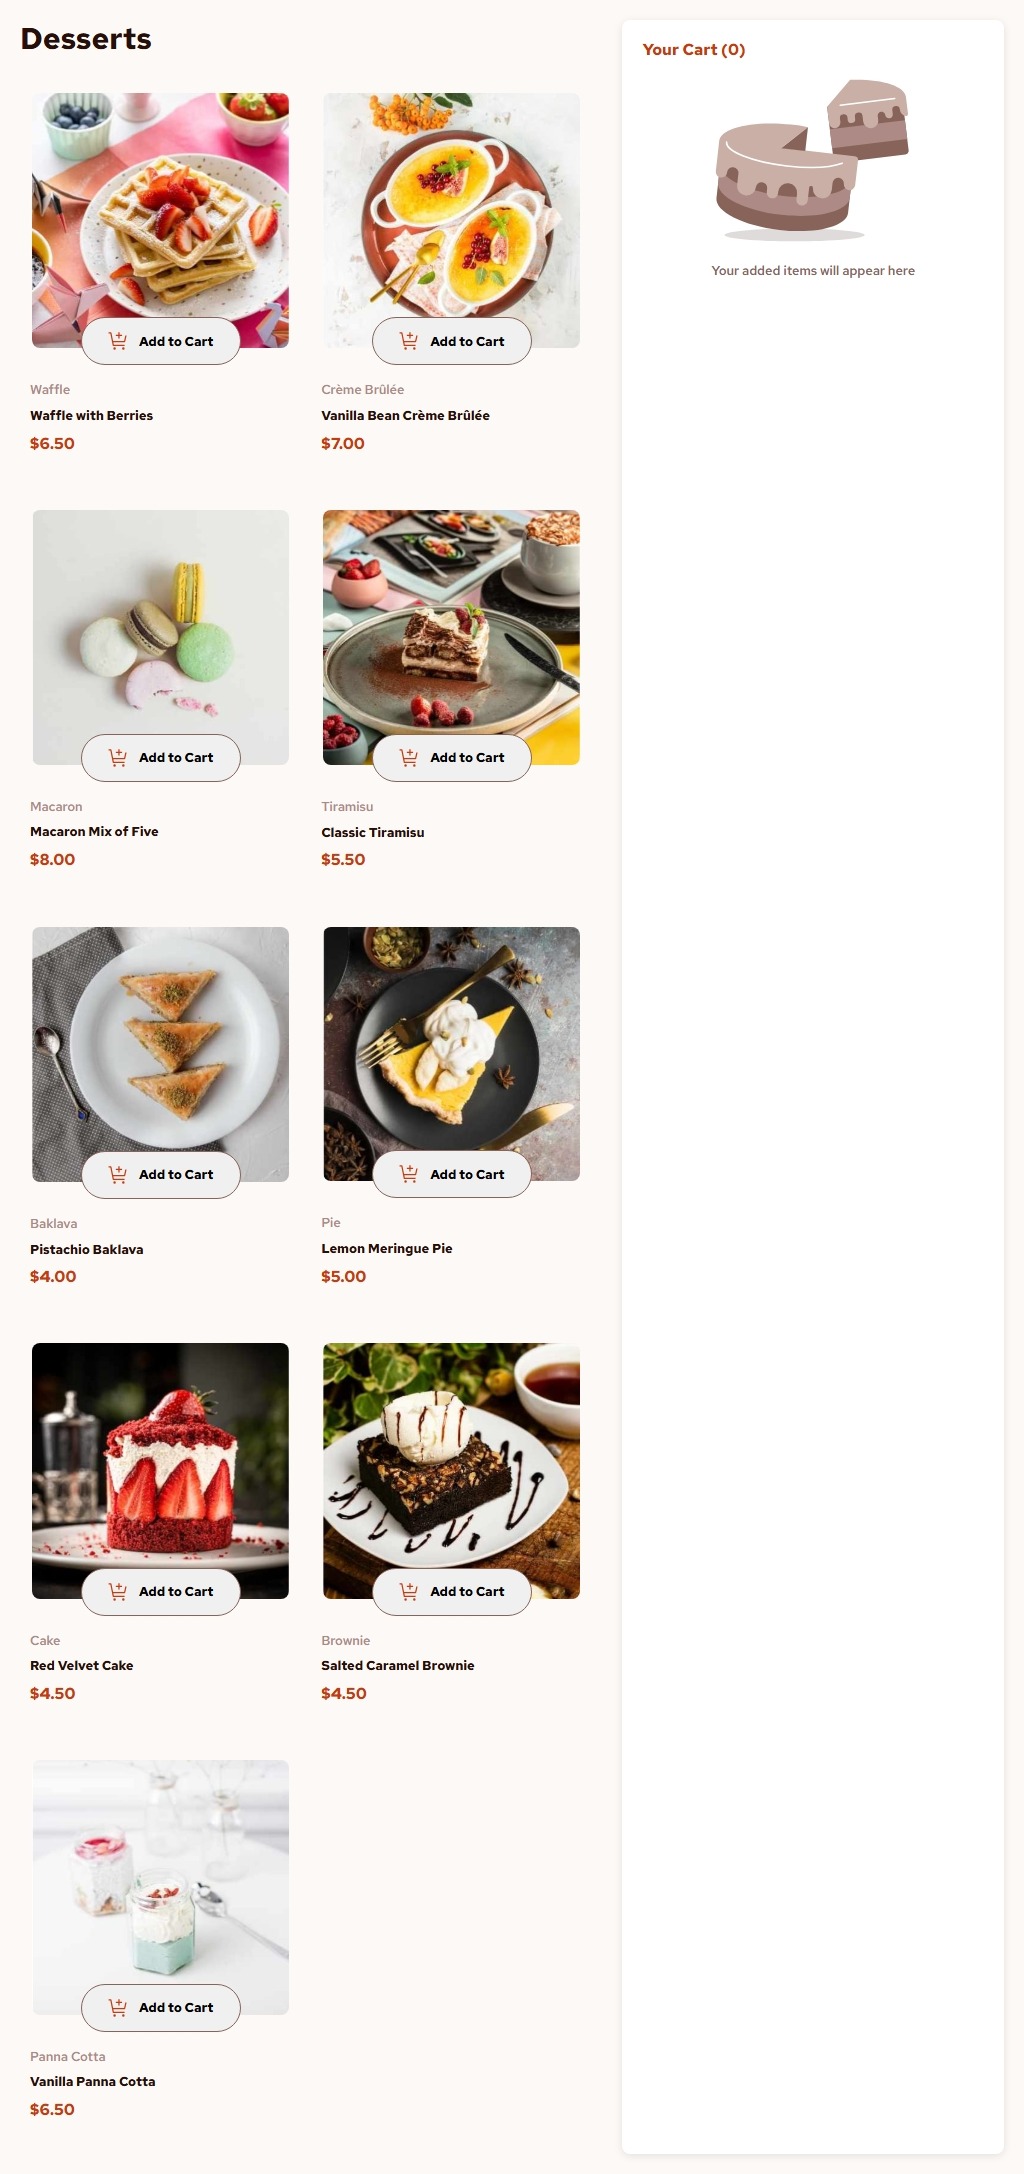 Desserts
Your Cart (0)
Your added items will appear here
Add to Cart
Waffle
Waffle with Berries
$6.50
Add to Cart
Crème Brûlée
Vanilla Bean Crème Brûlée
$7.00
Add to Cart
Macaron
Macaron Mix of Five
$8.00
Add to Cart
Tiramisu
Classic Tiramisu
$5.50
Add to Cart
Baklava
Pistachio Baklava
$4.00
Add to Cart
Pie
Lemon Meringue Pie
$5.00
Add to Cart
Cake
Red Velvet Cake
$4.50
Add to Cart
Brownie
Salted Caramel Brownie
$4.50
Add to Cart
Panna Cotta
Vanilla Panna Cotta
$6.50